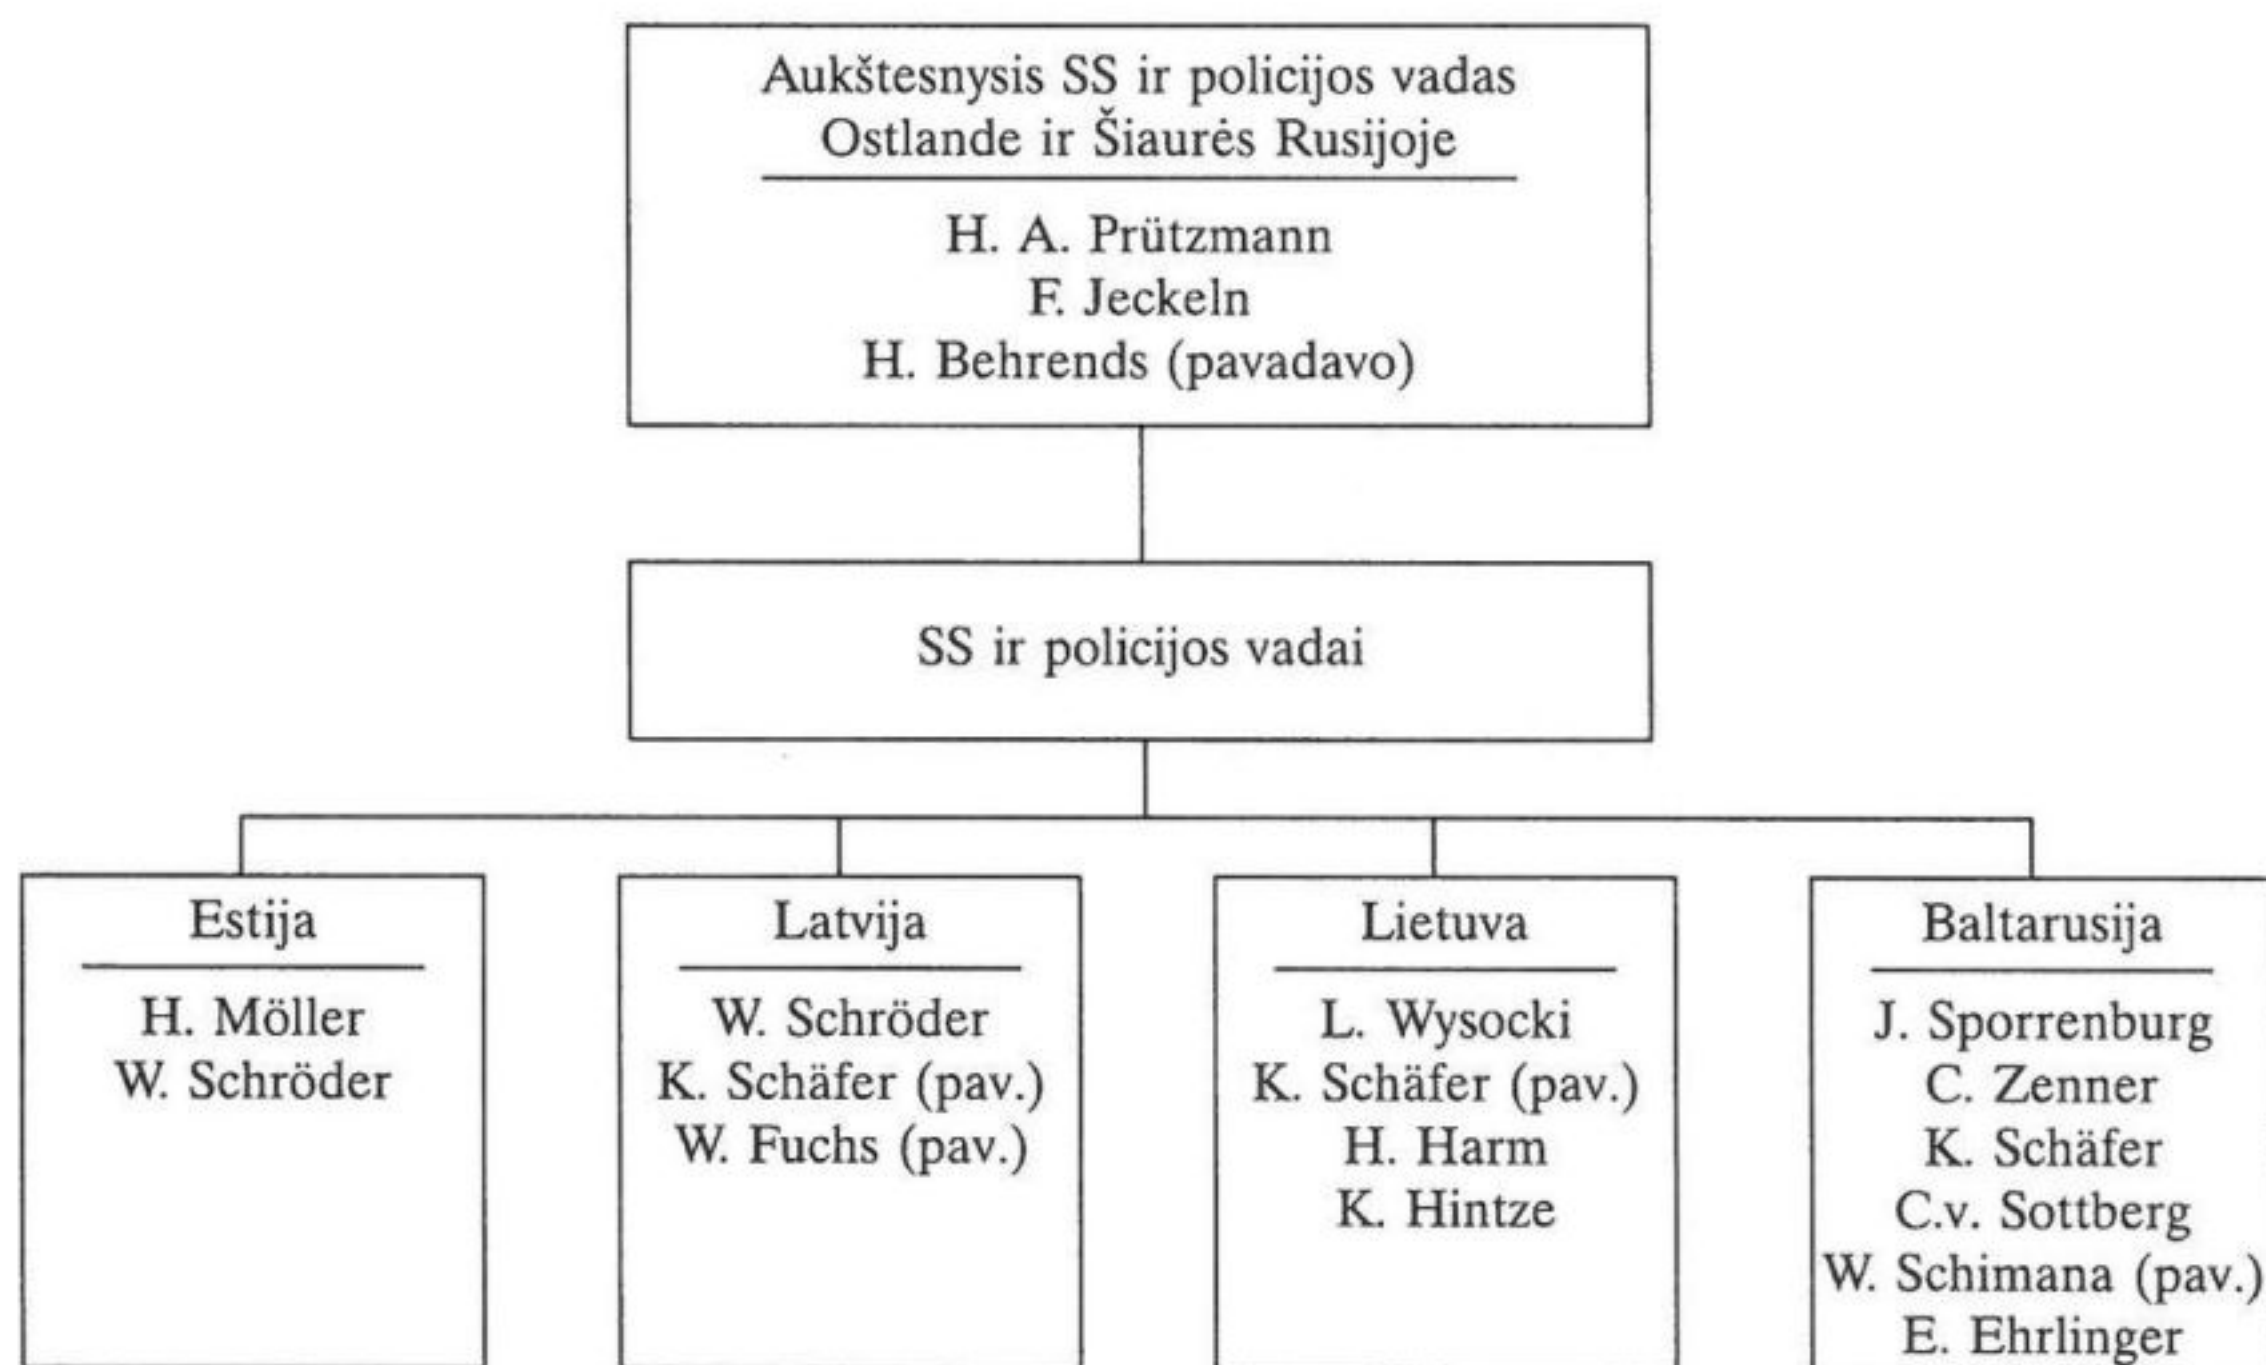 Aukštesnysis SS ir policijos vadas
Ostlande ir Šiaurės Rusijoje
H. A. Prützmann
F. Jeckeln
H. Behrends (pavadavo)
SS ir policijos vadai
Estija
H. Möller
W. Schröder
Latvija
W. Schröder
K. Schäfer (pav.)
W. Fuchs (pav.)
Lietuva
L. Wysocki
K. Schäfer (pav.)
H. Harm
K. Hintze
Baltarusija
J. Sporrenburg
C. Zenner
K. Schäfer
C.v. Sottberg
W. Schimana (pav.)
E. Ehrlinger